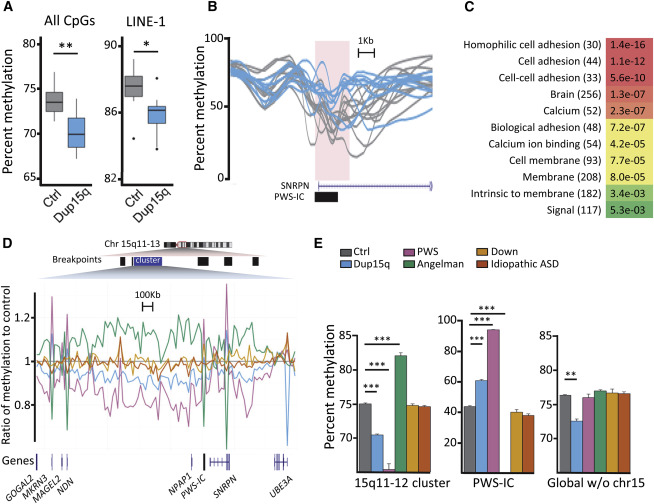 A
All CpGs
LINE-1
**
*
Percent methylation
80
75
70
65
90
86
82
Ctrl
Dup15q
Ctrl
Dup15q
B
1Kb
Percent methylation
100
50
0
SNRPN
PWS-IC
C
Homophilic cell adhesion (30) 1.4e-16
Cell adhesion (44) 1.1e-12
Cell-cell adhesion (33) 5.6e-10
Brain (256) 1.3e-07
Calcium (52) 2.3e-07
Biological adhesion (48) 7.2e-07
Calcium ion binding (54) 4.2e-05
Cell membrane (93) 7.7e-05
Membrane (208) 8.0e-05
Intrinsic to membrane (182) 3.4e-03
Signal (117) 5.3e-03
D
Chr 15q11-13
Breakpoints
cluster
100Kb
Ratio of methylation to control
1.2
1
0.8
Genes
GOGAL2
MKRN3
MAGEL2
NDN
NPAP1
PWS-IC
SNRPN
UBE3A
E
Ctrl
PWS
Down
Dup15q
Angelman
Idiopathic ASD
Percent methylation
85
80
75
70
***
***
***
15q11-12 cluster
100
80
60
40
20
0
***
***
***
PWS-IC
85
80
75
70
**
Global w/o chr15